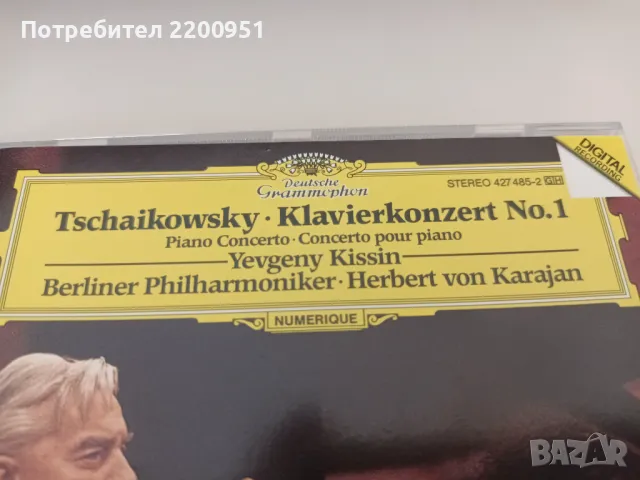 Потребител 2200951
DIGITAL
RECORDING
Deutsche
Grammophon
STEREO 427 485-2 GH
Tschaikowsky · Klavierkonzert No.1
Piano Concerto · Concerto pour piano
Yevgeny Kissin
Berliner Philharmoniker · Herbert von Karajan
NUMERIQUE
BAZAR